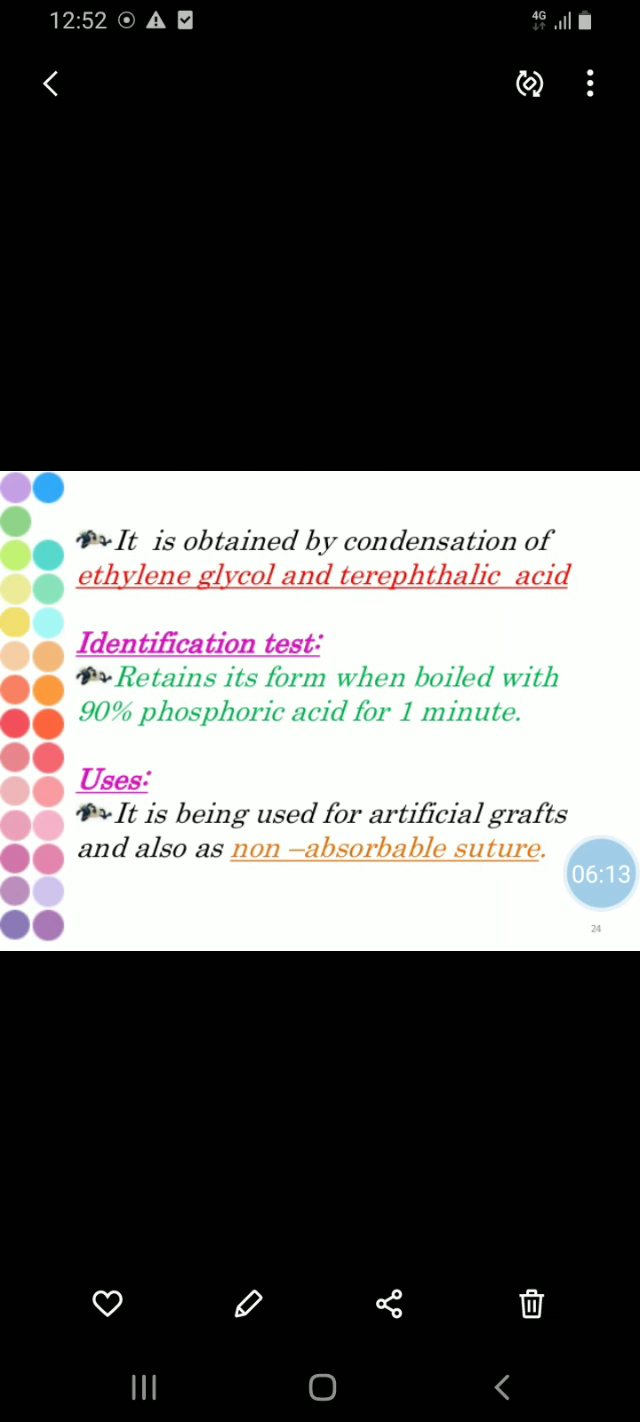 12:52
4G
It is obtained by condensation of
ethylene glycol and terephthalic acid
Identification test:
Retains its form when boiled with
90% phosphoric acid for 1 minute.
Uses:
It is being used for artificial grafts
and also as non –absorbable suture.
06:13
24